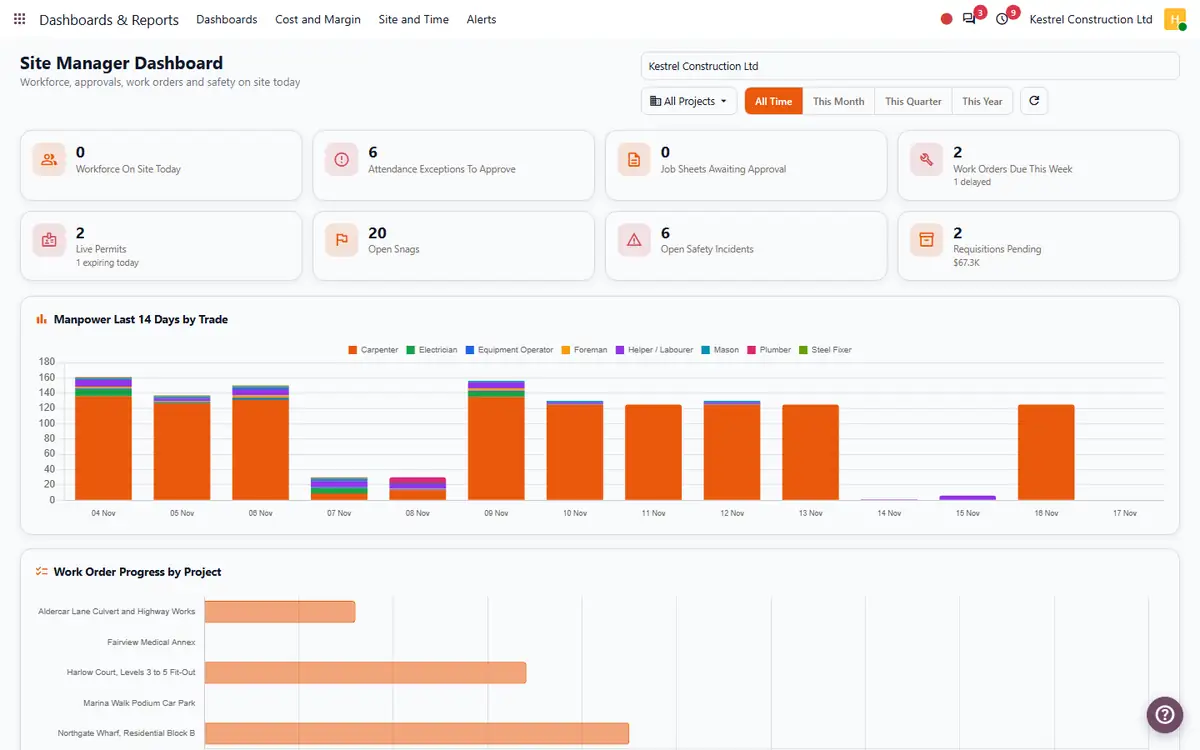 Dashboards & Reports Dashboards Cost and Margin Site and Time Alerts 3 9 Kestrel Construction Ltd H
Site Manager Dashboard
Workforce, approvals, work orders and safety on site today
Kestrel Construction Ltd
All Projects All Time This Month This Quarter This Year
0
Workforce On Site Today
6
Attendance Exceptions To Approve
0
Job Sheets Awaiting Approval
2
Work Orders Due This Week
1 delayed
2
Live Permits
1 expiring today
20
Open Snags
6
Open Safety Incidents
2
Requisitions Pending
$67.3K
Manpower Last 14 Days by Trade
Carpenter Electrician Equipment Operator Foreman Helper / Labourer Mason Plumber Steel Fixer
180
160
140
120
100
80
60
40
20
0
04 Nov 05 Nov 06 Nov 07 Nov 08 Nov 09 Nov 10 Nov 11 Nov 12 Nov 13 Nov 14 Nov 15 Nov 16 Nov 17 Nov
Work Order Progress by Project
Aldercar Lane Culvert and Highway Works
Fairview Medical Annex
Harlow Court, Levels 3 to 5 Fit-Out
Marina Walk Podium Car Park
Northgate Wharf, Residential Block B